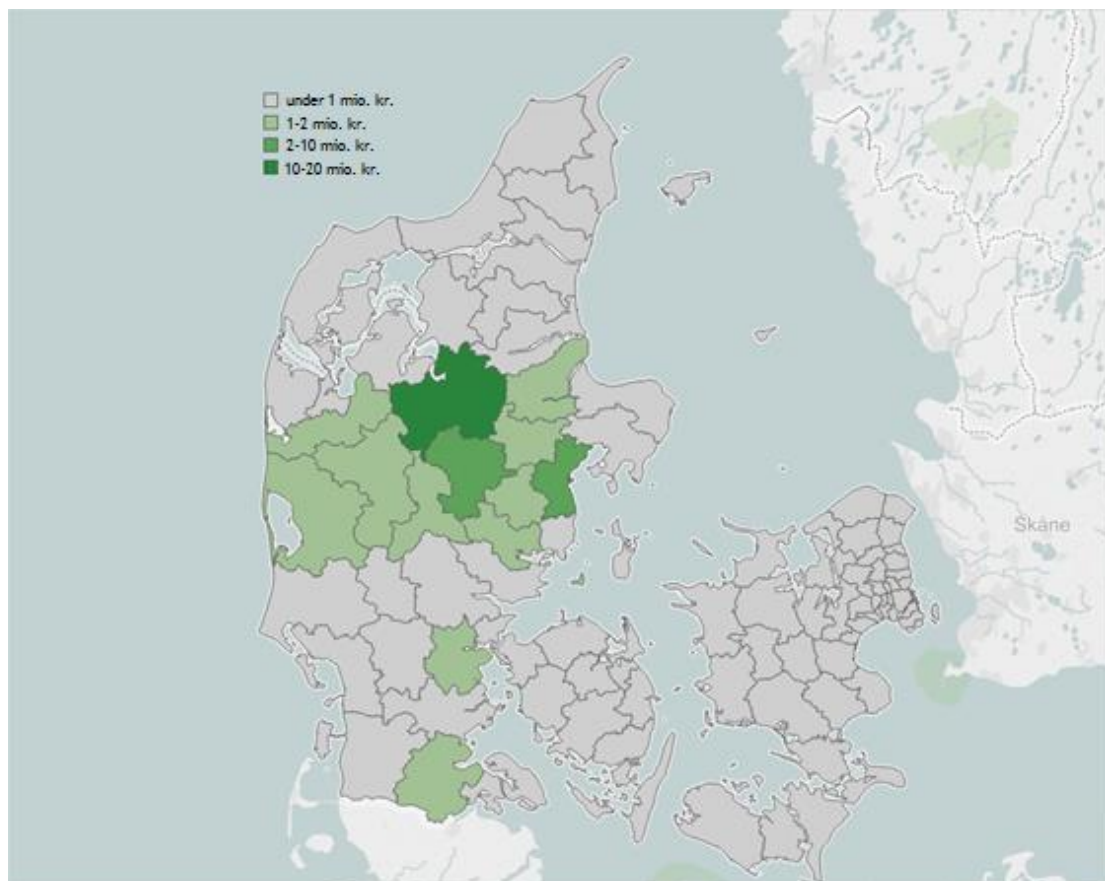 under 1 mio. kr.
1-2 mio. kr.
2-10 mio. kr.
10-20 mio. kr.
Skåne